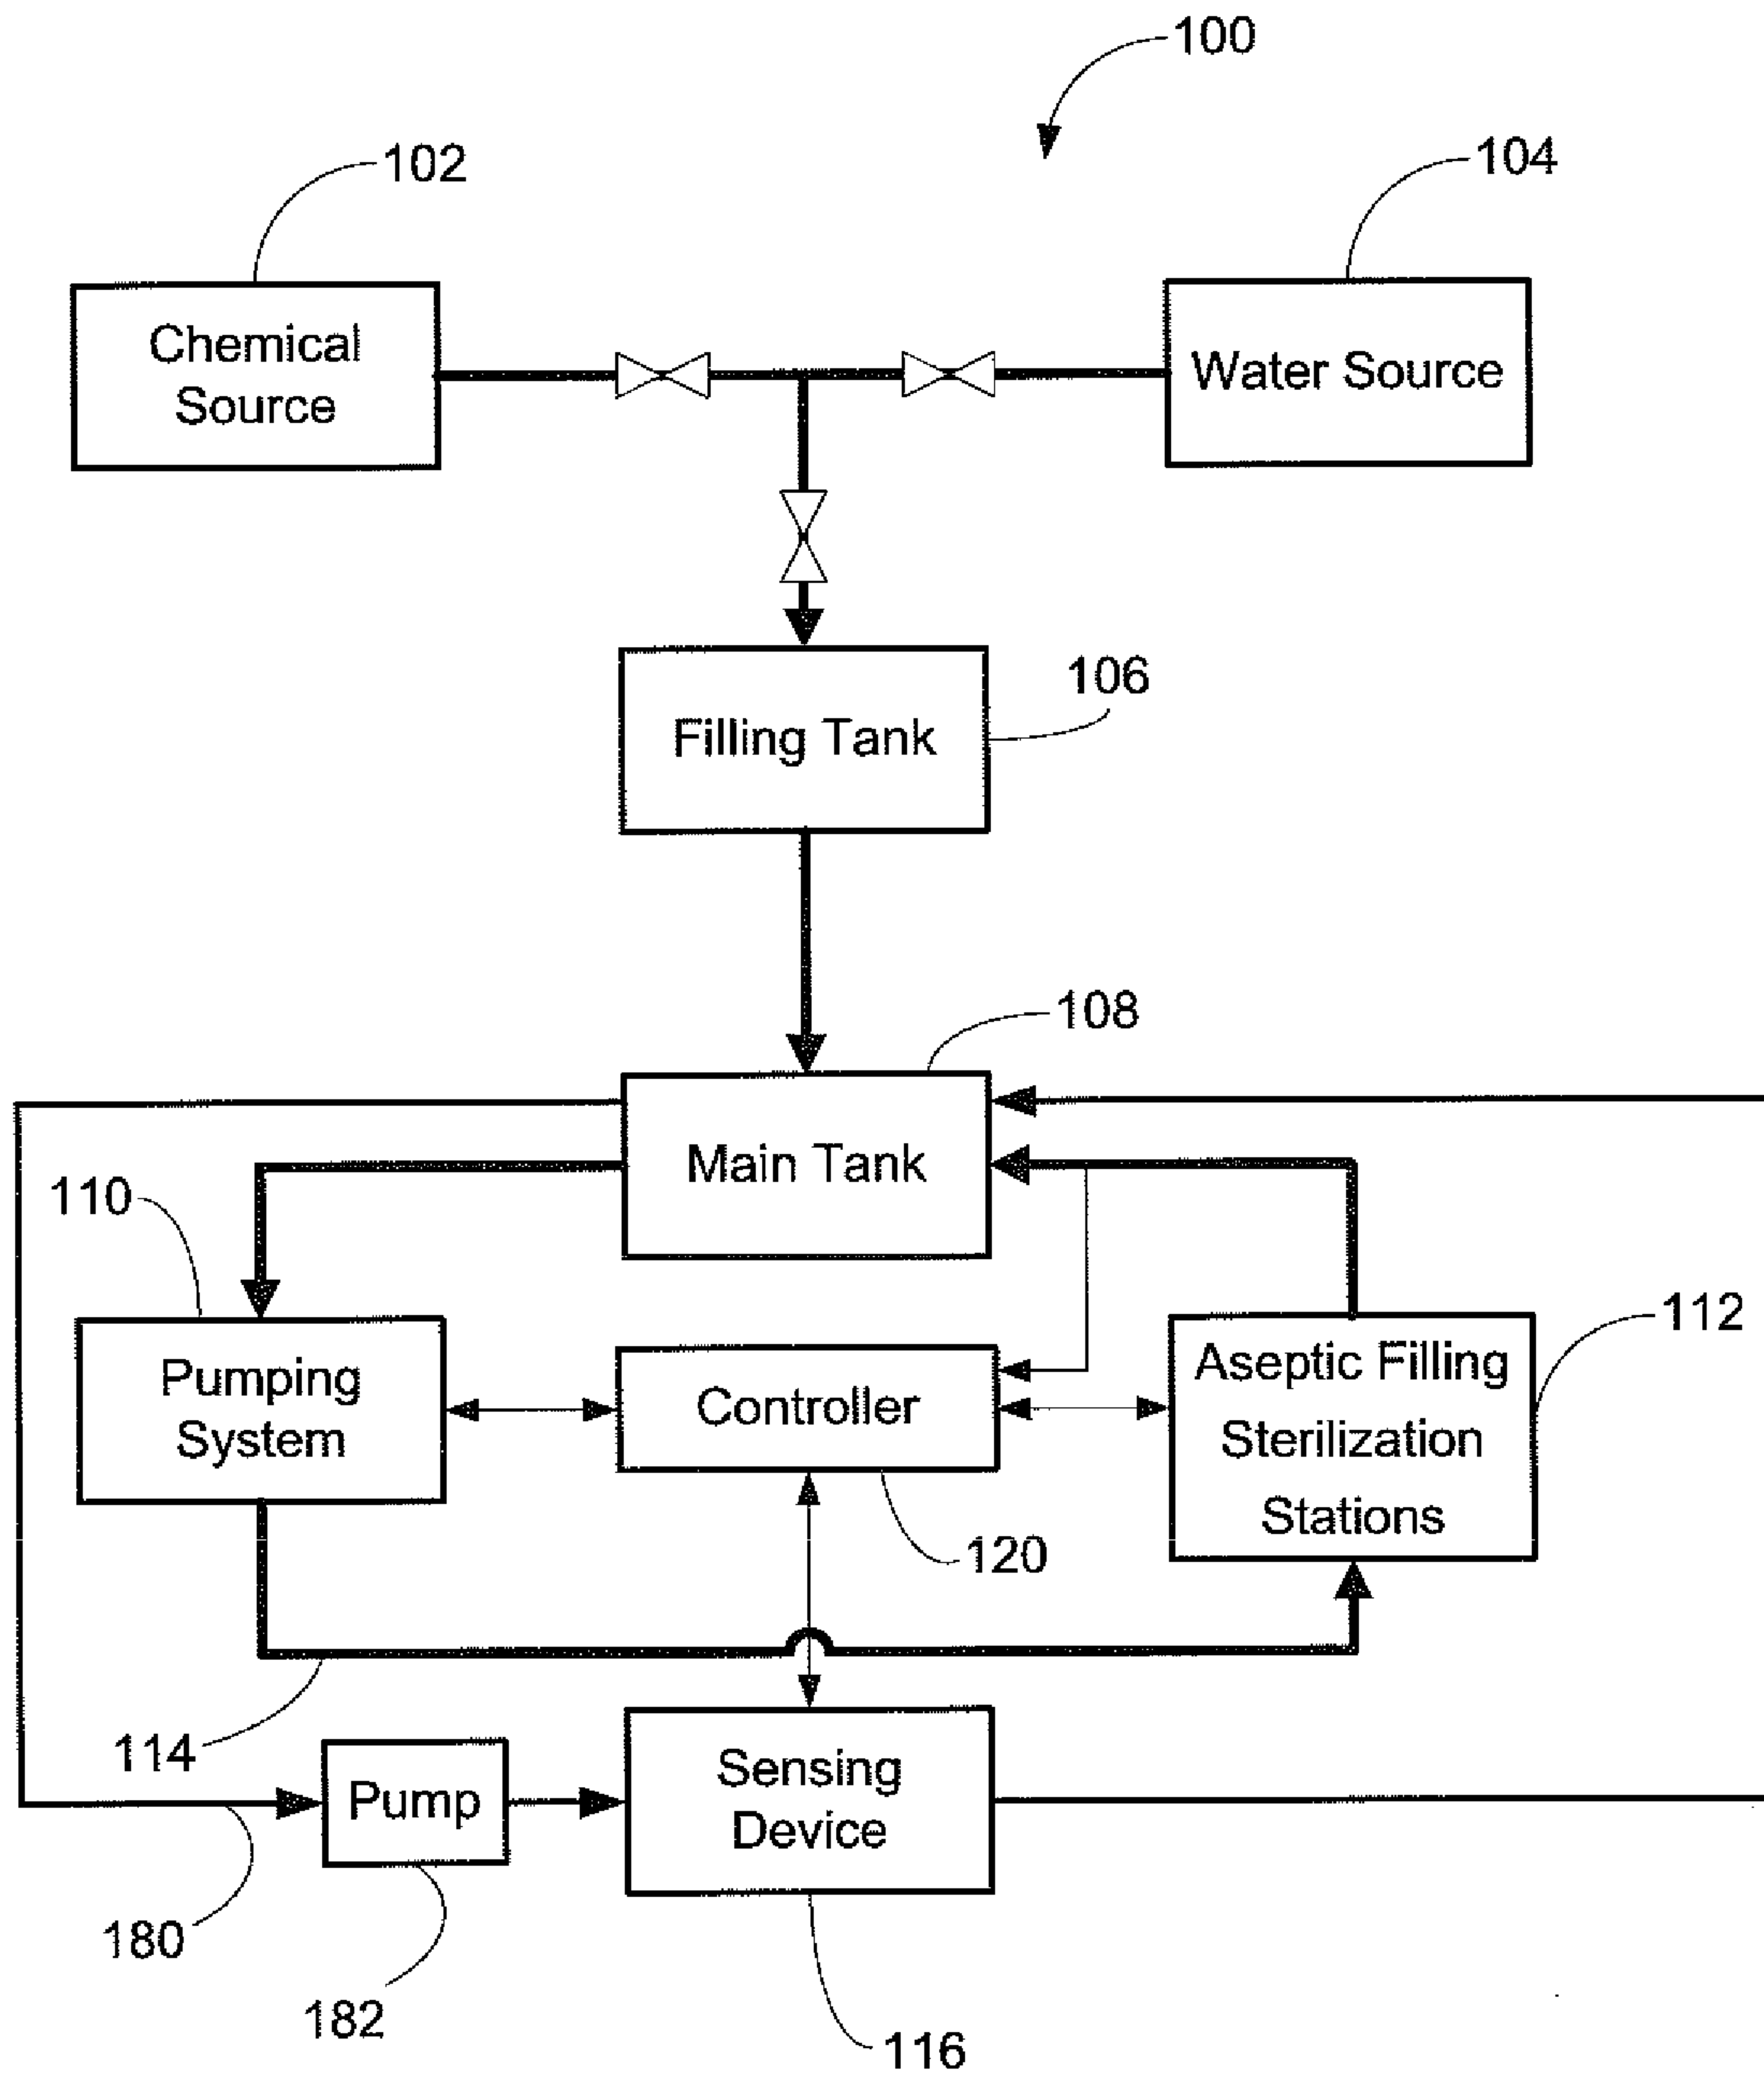 100
102
104
Chemical
Source
Water Source
106
Filling Tank
108
Main Tank
110
112
Pumping
System
Controller
Aseptic Filling
Sterilization
Stations
120
114
Pump
Sensing
Device
180
182
116